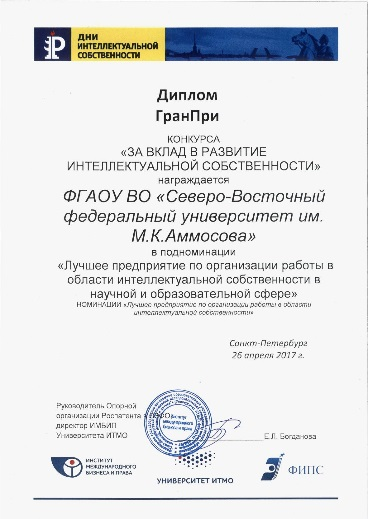 ДНИ
ИНТЕЛЛЕКТУАЛЬНОЙ
СОБСТВЕННОСТИ
Диплом
ГранПри
КОНКУРСА
«ЗА ВКЛАД В РАЗВИТИЕ
ИНТЕЛЛЕКТУАЛЬНОЙ СОБСТВЕННОСТИ»
награждается
ФГАОУ ВО «Северо-Восточный
федеральный университет им.
М.К.Аммосова»
в подноминации
«Лучшее предприятие по организации работы в
области интеллектуальной собственности в
научной и образовательной сфере»
НОМИНАЦИИ «Лучшее предприятие по организации работы в области
интеллектуальной собственности»
Санкт-Петербург
26 апреля 2017 г.
Руководитель Опорной
организации Роспатента в
директор ИМБИП
Университета ИТМО
Е.Л. Богданова
ИНСТИТУТ
МЕЖДУНАРОДНОГО
БИЗНЕСА И ПРАВА
УНИВЕРСИТЕТ ИТМО
ФИПС